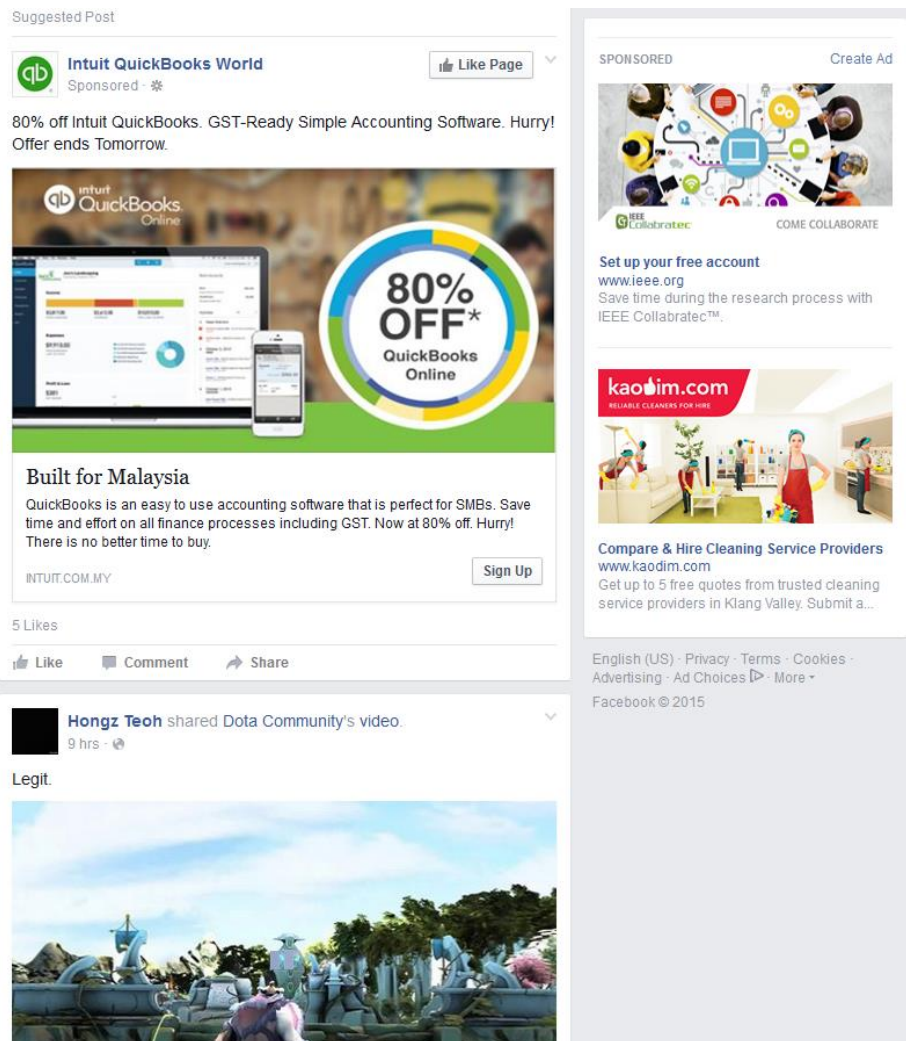 Suggested Post
Intuit QuickBooks World
Like Page
Sponsored ·
80% off Intuit QuickBooks. GST-Ready Simple Accounting Software. Hurry!
Offer ends Tomorrow.
qb
intuit
QuickBooks
Online
80%
OFF*
QuickBooks
Online
Built for Malaysia
QuickBooks is an easy to use accounting software that is perfect for SMBs. Save
time and effort on all finance processes including GST. Now at 80% off. Hurry!
There is no better time to buy.
INTUIT.COM.MY
Sign Up
5 Likes
Like Comment Share
Hongz Teoh shared Dota Community's video.
9 hrs ·
Legit.
SPONSORED
Create Ad
IEEE
Collabratec
COME COLLABORATE
Set up your free account
www.ieee.org
Save time during the research process with
IEEE Collabratec™.
kaodim.com
RELIABLE CLEANERS FOR HIRE
Compare & Hire Cleaning Service Providers
www.kaodim.com
Get up to 5 free quotes from trusted cleaning
service providers in Klang Valley. Submit a...
English (US) · Privacy · Terms · Cookies ·
Advertising · Ad Choices · More
Facebook © 2015